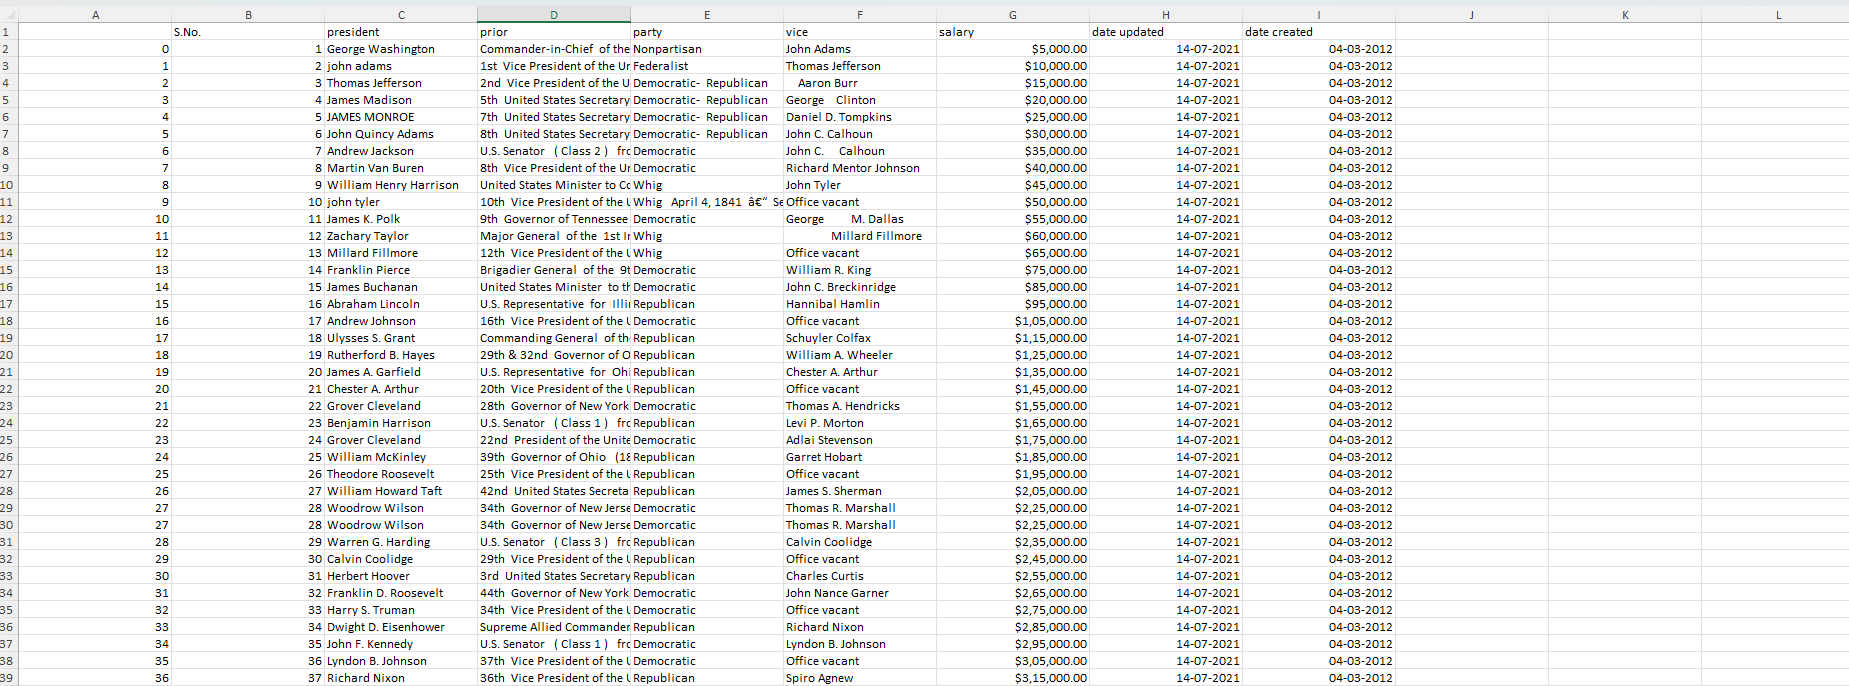 A B C D E F G H I J K L
1 S.No. president prior party vice salary date updated date created
2 0 1 George Washington Commander-in-Chief of the Nonpartisan John Adams $5,000.00 14-07-2021 04-03-2012
3 1 2 john adams 1st Vice President of the Ur Federalist Thomas Jefferson $10,000.00 14-07-2021 04-03-2012
4 2 3 Thomas Jefferson 2nd Vice President of the U Democratic- Republican Aaron Burr $15,000.00 14-07-2021 04-03-2012
5 3 4 James Madison 5th United States Secretary Democratic- Republican George Clinton $20,000.00 14-07-2021 04-03-2012
6 4 5 JAMES MONROE 7th United States Secretary Democratic- Republican Daniel D. Tompkins $25,000.00 14-07-2021 04-03-2012
7 5 6 John Quincy Adams 8th United States Secretary Democratic- Republican John C. Calhoun $30,000.00 14-07-2021 04-03-2012
8 6 7 Andrew Jackson U.S. Senator ( Class 2 ) frc Democratic John C. Calhoun $35,000.00 14-07-2021 04-03-2012
9 7 8 Martin Van Buren 8th Vice President of the Ur Democratic Richard Mentor Johnson $40,000.00 14-07-2021 04-03-2012
10 8 9 William Henry Harrison United States Minister to Cc Whig John Tyler $45,000.00 14-07-2021 04-03-2012
11 9 10 john tyler 10th Vice President of the U Whig April 4, 1841 â€“ Se Office vacant $50,000.00 14-07-2021 04-03-2012
12 10 11 James K. Polk 9th Governor of Tennessee Democratic George M. Dallas $55,000.00 14-07-2021 04-03-2012
13 11 12 Zachary Taylor Major General of the 1st Ir Whig Millard Fillmore $60,000.00 14-07-2021 04-03-2012
14 12 13 Millard Fillmore 12th Vice President of the U Whig Office vacant $65,000.00 14-07-2021 04-03-2012
15 13 14 Franklin Pierce Brigadier General of the 9t Democratic William R. King $75,000.00 14-07-2021 04-03-2012
16 14 15 James Buchanan United States Minister to th Democratic John C. Breckinridge $85,000.00 14-07-2021 04-03-2012
17 15 16 Abraham Lincoln U.S. Representative for Illi Republican Hannibal Hamlin $95,000.00 14-07-2021 04-03-2012
18 16 17 Andrew Johnson 16th Vice President of the U Democratic Office vacant $1,05,000.00 14-07-2021 04-03-2012
19 17 18 Ulysses S. Grant Commanding General of th Republican Schuyler Colfax $1,15,000.00 14-07-2021 04-03-2012
20 18 19 Rutherford B. Hayes 29th & 32nd Governor of O Republican William A. Wheeler $1,25,000.00 14-07-2021 04-03-2012
21 19 20 James A. Garfield U.S. Representative for Ohi Republican Chester A. Arthur $1,35,000.00 14-07-2021 04-03-2012
22 20 21 Chester A. Arthur 20th Vice President of the U Republican Office vacant $1,45,000.00 14-07-2021 04-03-2012
23 21 22 Grover Cleveland 28th Governor of New York Democratic Thomas A. Hendricks $1,55,000.00 14-07-2021 04-03-2012
24 22 23 Benjamin Harrison U.S. Senator ( Class 1 ) frc Republican Levi P. Morton $1,65,000.00 14-07-2021 04-03-2012
25 23 24 Grover Cleveland 22nd President of the Unite Democratic Adlai Stevenson $1,75,000.00 14-07-2021 04-03-2012
26 24 25 William McKinley 39th Governor of Ohio (18 Republican Garret Hobart $1,85,000.00 14-07-2021 04-03-2012
27 25 26 Theodore Roosevelt 25th Vice President of the U Republican Office vacant $1,95,000.00 14-07-2021 04-03-2012
28 26 27 William Howard Taft 42nd United States Secreta Republican James S. Sherman $2,05,000.00 14-07-2021 04-03-2012
29 27 28 Woodrow Wilson 34th Governor of New Jerse Demorcatic Thomas R. Marshall $2,25,000.00 14-07-2021 04-03-2012
30 27 28 Woodrow Wilson 34th Governor of New Jerse Demorcatic Thomas R. Marshall $2,25,000.00 14-07-2021 04-03-2012
31 28 29 Warren G. Harding U.S. Senator ( Class 3 ) frc Republican Calvin Coolidge $2,35,000.00 14-07-2021 04-03-2012
32 29 30 Calvin Coolidge 29th Vice President of the U Republican Office vacant $2,45,000.00 14-07-2021 04-03-2012
33 30 31 Herbert Hoover 3rd United States Secretary Republican Charles Curtis $2,55,000.00 14-07-2021 04-03-2012
34 31 32 Franklin D. Roosevelt 44th Governor of New York Democratic John Nance Garner $2,65,000.00 14-07-2021 04-03-2012
35 32 33 Harry S. Truman 34th Vice President of the U Democratic Office vacant $2,75,000.00 14-07-2021 04-03-2012
36 33 34 Dwight D. Eisenhower Supreme Allied Commander Republican Richard Nixon $2,85,000.00 14-07-2021 04-03-2012
37 34 35 John F. Kennedy U.S. Senator ( Class 1 ) frc Democratic Lyndon B. Johnson $2,95,000.00 14-07-2021 04-03-2012
38 35 36 Lyndon B. Johnson 37th Vice President of the U Democratic Office vacant $3,05,000.00 14-07-2021 04-03-2012
39 36 37 Richard Nixon 36th Vice President of the U Republican Spiro Agnew $3,15,000.00 14-07-2021 04-03-2012